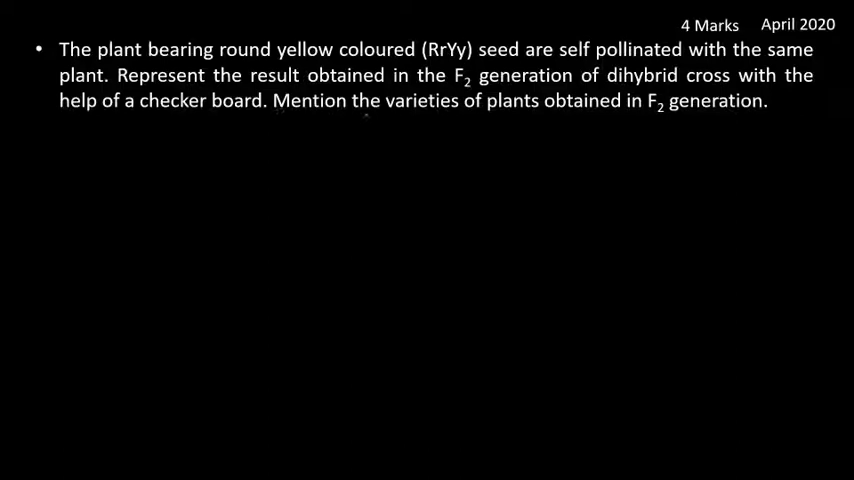 4 Marks April 2020
• The plant bearing round yellow coloured (RrYy) seed are self pollinated with the same
plant. Represent the result obtained in the F₂ generation of dihybrid cross with the
help of a checker board. Mention the varieties of plants obtained in F₂ generation.